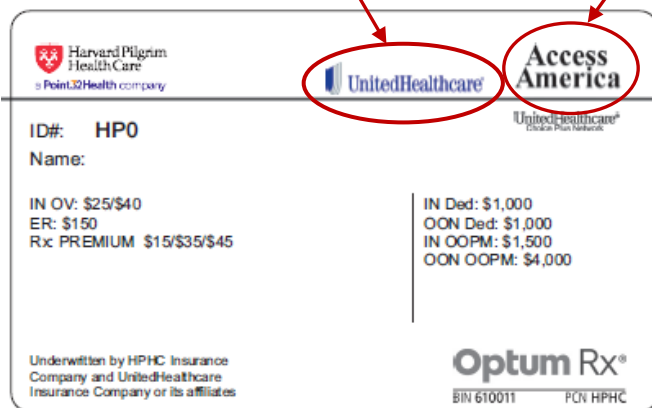 Harvard Pilgrim
HealthCare
a Point32Health company
UnitedHealthcare®
Access
America
UnitedHealthcare®
Choice Plus Network
ID#: HP0
Name:
IN OV: $25/$40
ER: $150
Rx: PREMIUM $15/$35/$45
IN Ded: $1,000
OON Ded: $1,000
IN OOPM: $1,500
OON OOPM: $4,000
Underwritten by HPHC Insurance
Company and UnitedHealthcare
Insurance Company or its affiliates
Optum Rx®
BIN 610011 PCN HPHC